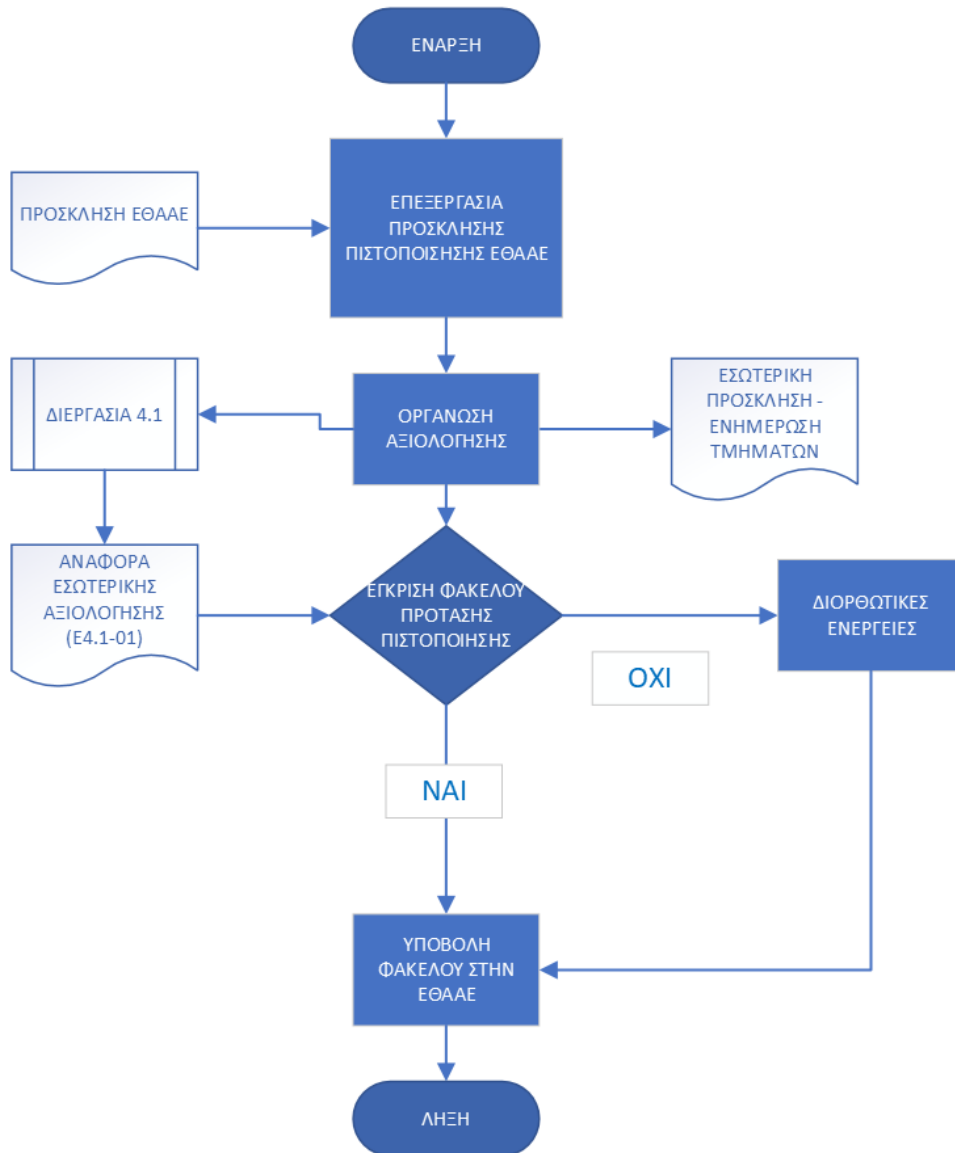 ΕΝΑΡΞΗ
ΠΡΟΣΚΛΗΣΗ ΕΘΑΑΕ
ΕΠΕΞΕΡΓΑΣΙΑ
ΠΡΟΣΚΛΗΣΗΣ
ΠΙΣΤΟΠΟΙΣΗΣΗΣ ΕΘΑΑΕ
ΔΙΕΡΓΑΣΙΑ 4.1
ΟΡΓΑΝΩΣΗ
ΑΞΙΟΛΟΓΗΣΗΣ
ΕΣΩΤΕΡΙΚΗ
ΠΡΟΣΚΛΗΣΗ -
ΕΝΗΜΕΡΩΣΗ
ΤΜΗΜΑΤΩΝ
ΑΝΑΦΟΡΑ
ΕΣΩΤΕΡΙΚΗΣ
ΑΞΙΟΛΟΓΗΣΗΣ
(Ε4.1-01)
ΕΓΚΡΙΣΗ ΦΑΚΕΛΟΥ
ΠΡΟΤΑΣΗΣ
ΠΙΣΤΟΠΟΙΗΣΗΣ
ΔΙΟΡΘΩΤΙΚΕΣ
ΕΝΕΡΓΕΙΕΣ
ΟΧΙ
ΝΑΙ
ΥΠΟΒΟΛΗ
ΦΑΚΕΛΟΥ ΣΤΗΝ
ΕΘΑΑΕ
ΛΗΞΗ